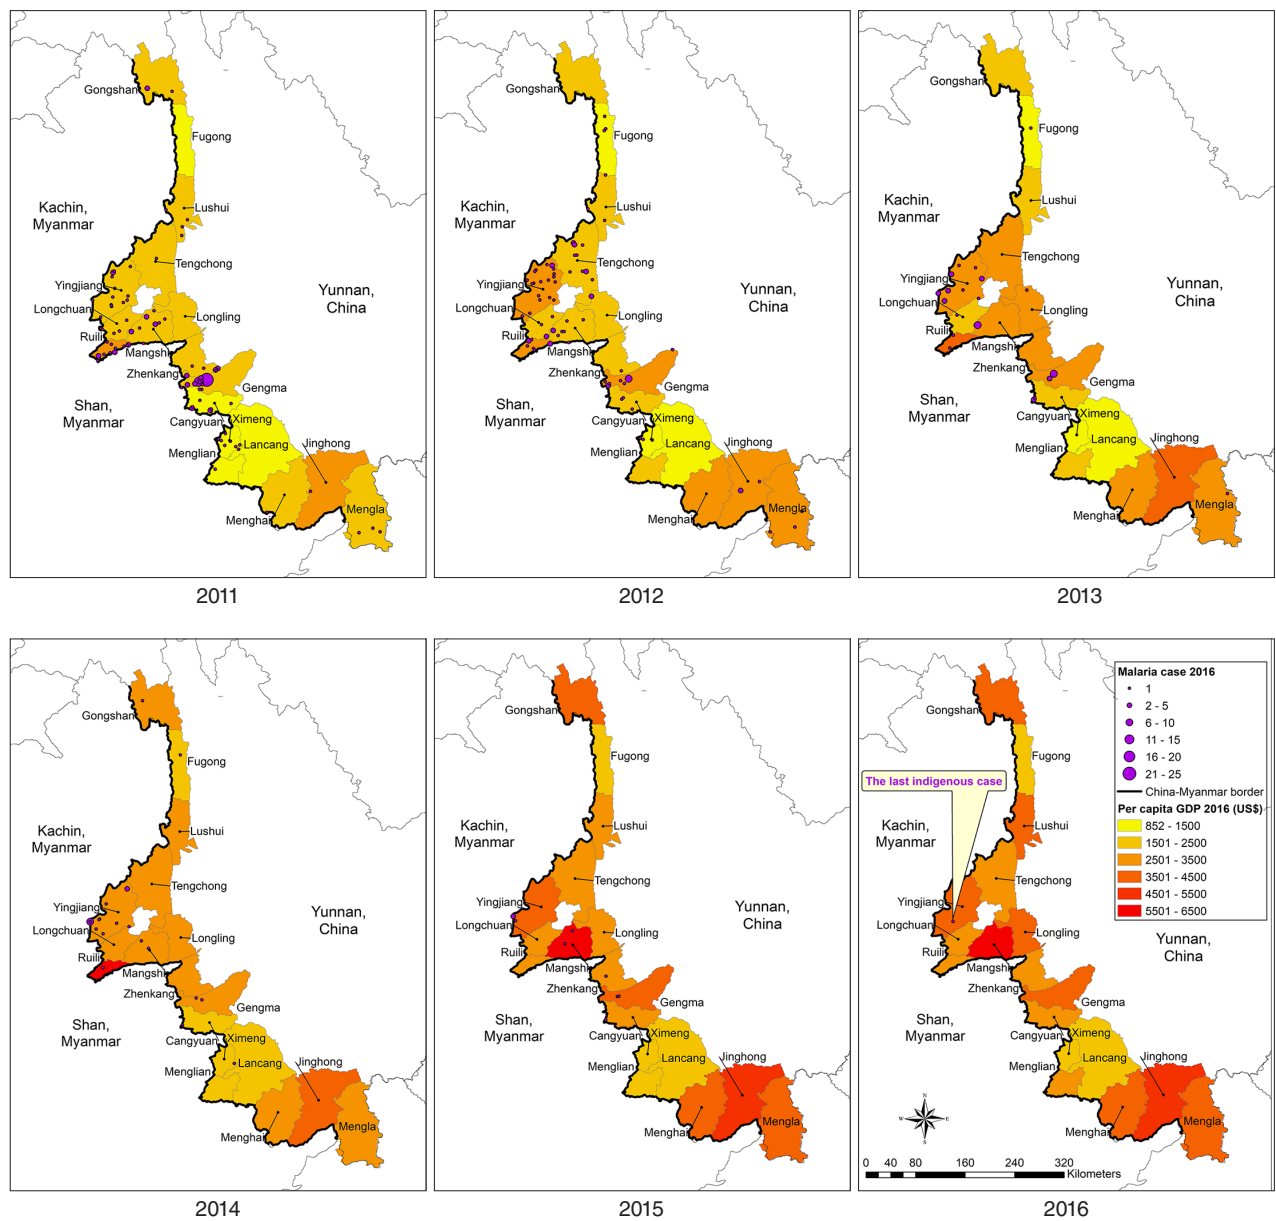 Gongshan
Fugong
Kachin,
Myanmar
Lushui
Tengchong
Yingjiang
Yunnan,
China
Longchuan
Longling
Ruili
Mangshi
Zhenkang
Gengma
Shan,
Myanmar
Cangyuan
Ximeng
Jinghong
Lancang
Menglian
Menghai
Mengla
2011
Gongshan
Fugong
Kachin,
Myanmar
Lushui
Tengchong
Yingjiang
Yunnan,
China
Longchuan
Longling
Ruili
Mangshi
Zhenkang
Gengma
Shan,
Myanmar
Cangyuan
Ximeng
Jinghong
Lancang
Menglian
Menghai
Mengla
2012
Gongshan
Fugong
Kachin,
Myanmar
Lushui
Tengchong
Yingjiang
Yunnan,
China
Longchuan
Longling
Ruili
Mangshi
Zhenkang
Gengma
Shan,
Myanmar
Cangyuan
Ximeng
Jinghong
Lancang
Menglian
Menghai
Mengla
2013
Gongshan
Fugong
Kachin,
Myanmar
Lushui
Tengchong
Yingjiang
Yunnan,
China
Longchuan
Longling
Ruili
Mangshi
Zhenkang
Gengma
Shan,
Myanmar
Cangyuan
Ximeng
Jinghong
Lancang
Menglian
Menghai
Mengla
2014
Gongshan
Fugong
Kachin,
Myanmar
Lushui
Tengchong
Yingjiang
Yunnan,
China
Longchuan
Longling
Ruili
Mangshi
Zhenkang
Gengma
Shan,
Myanmar
Cangyuan
Ximeng
Jinghong
Lancang
Menglian
Menghai
Mengla
2015
Malaria case 2016
1
2 - 5
6 - 10
11 - 15
16 - 20
21 - 25
China-Myanmar border
Per capita GDP 2016 (US$)
852 - 1500
1501 - 2500
2501 - 3500
3501 - 4500
4501 - 5500
5501 - 6500
Gongshan
Fugong
The last indigenous case
Kachin,
Myanmar
Lushui
Tengchong
Yingjiang
Longchuan
Longling
Yunnan,
China
Ruili
Mangshi
Zhenkang
Gengma
Shan,
Myanmar
Cangyuan
Ximeng
Jinghong
Lancang
Menglian
Menghai
Mengla
N
W E
S
0 40 80 160 240 320
Kilometers
2016